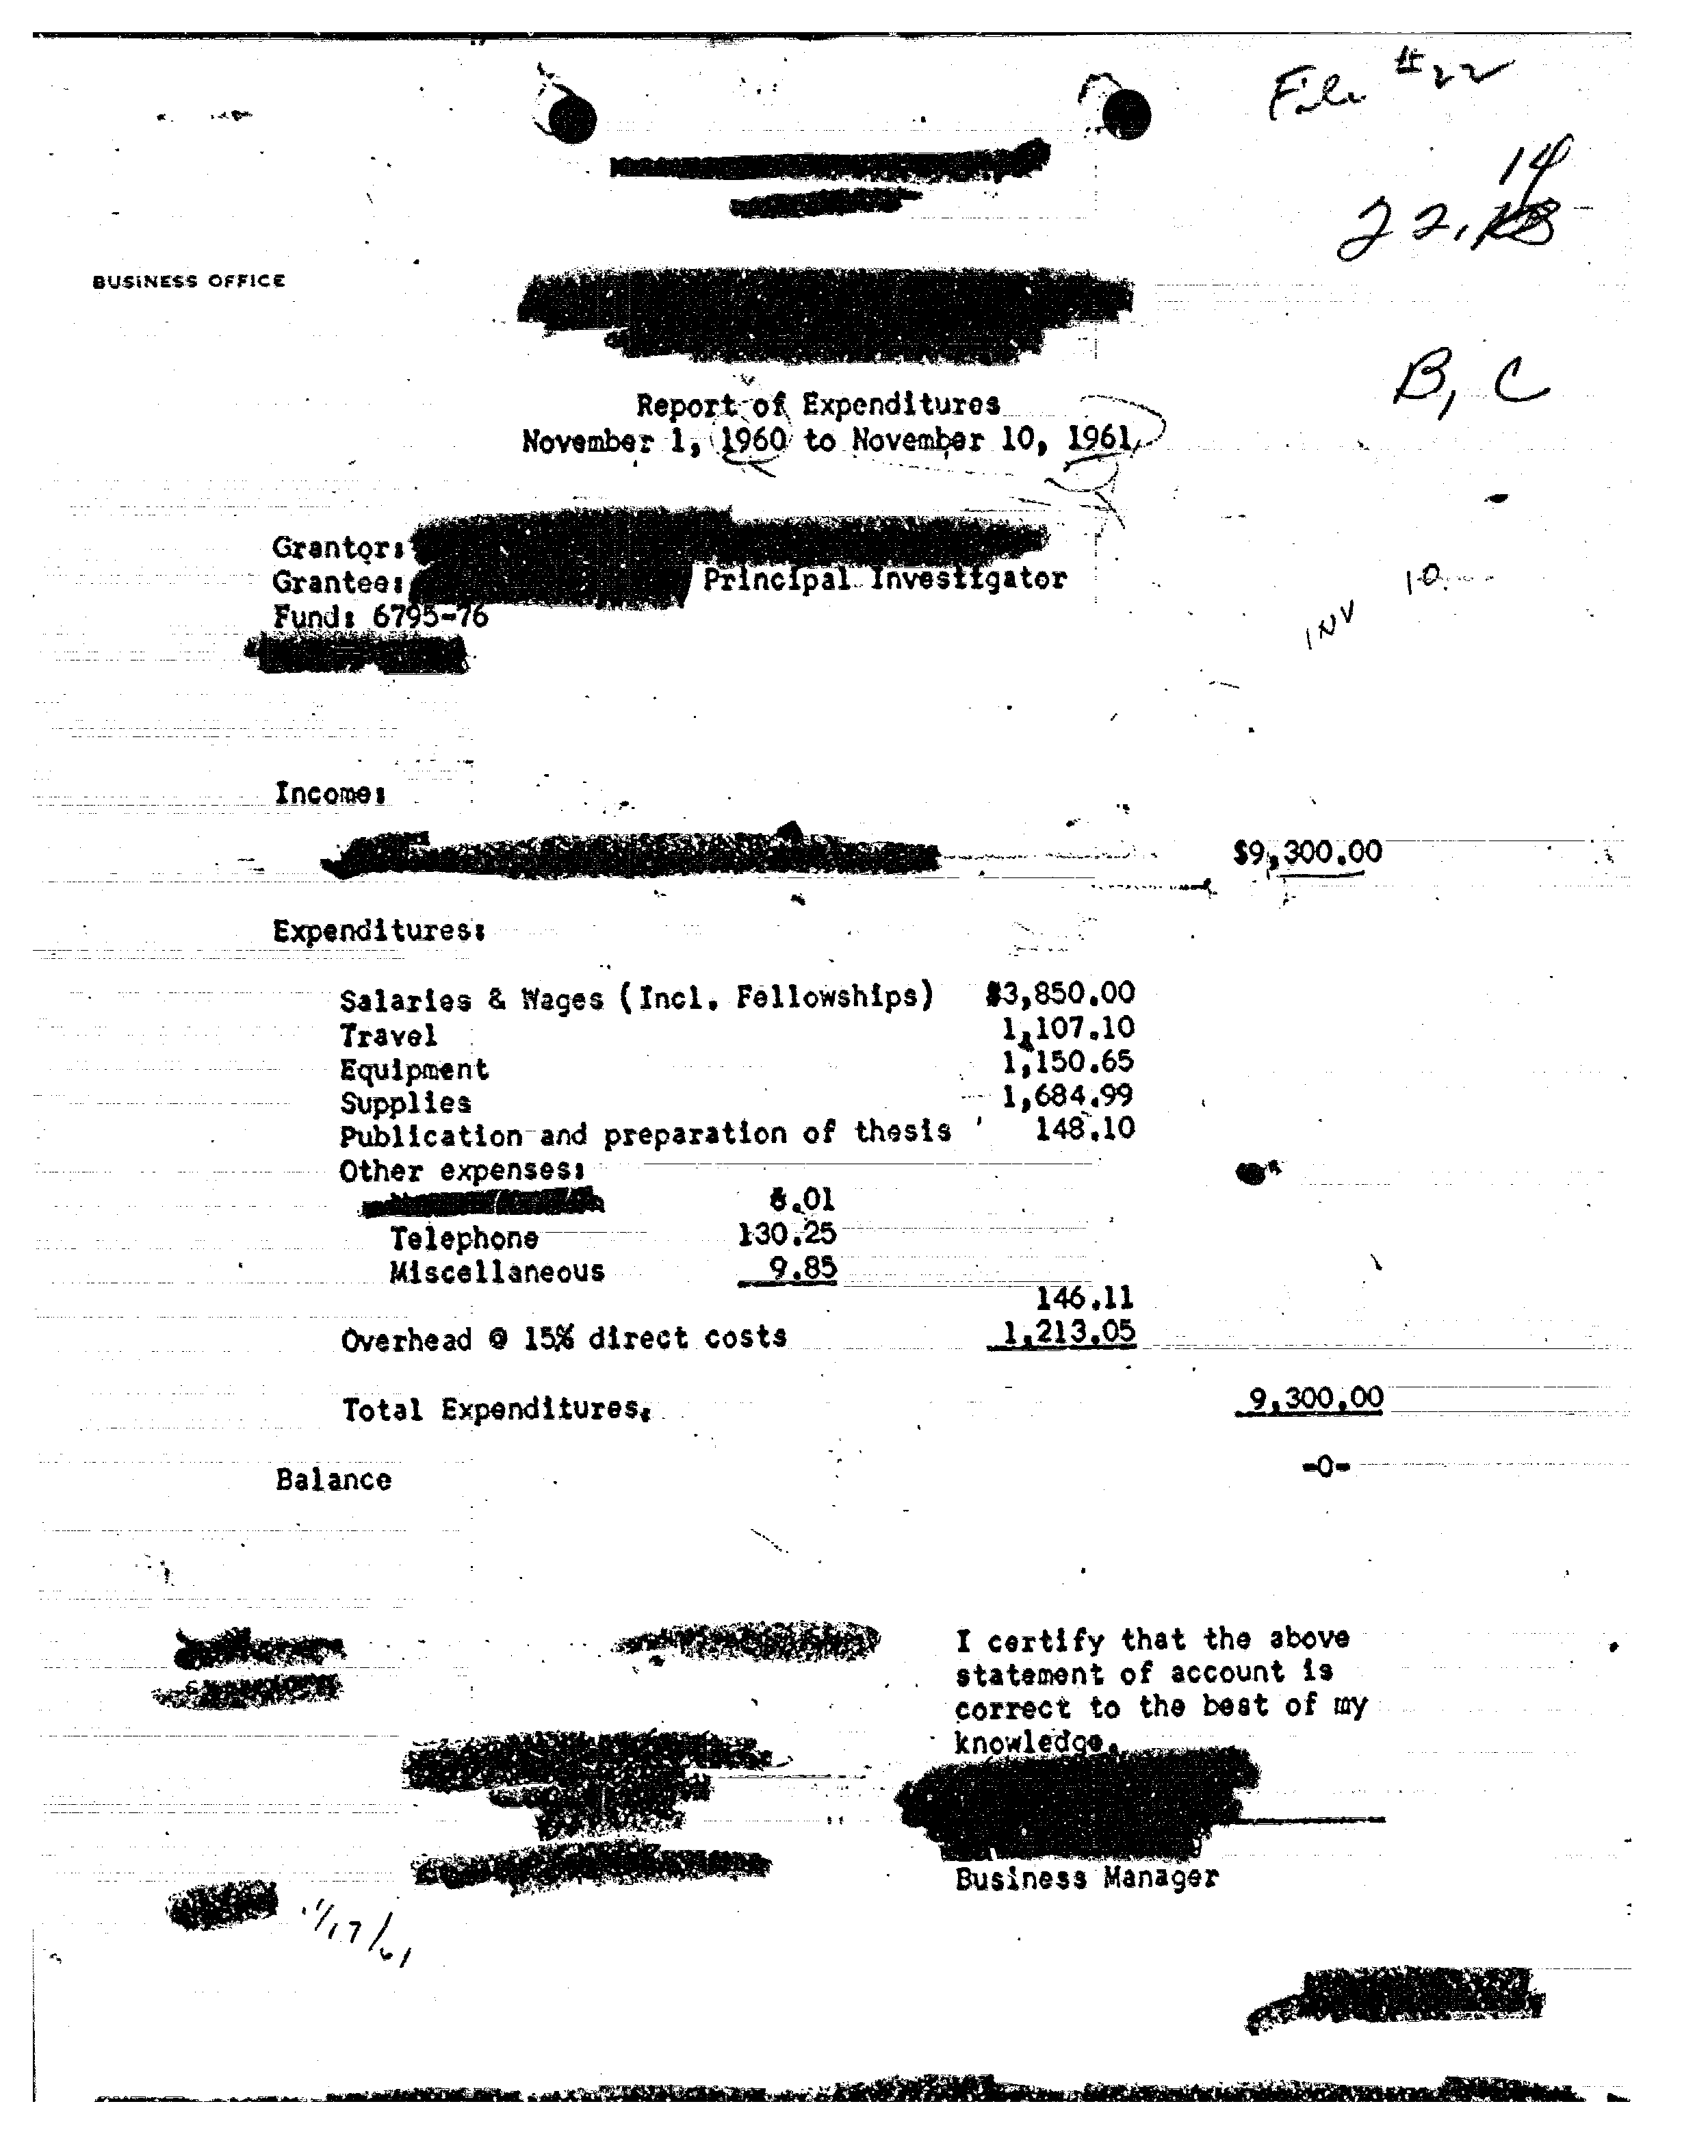 File #22
14
22,
BUSINESS OFFICE
B, C
Report of Expenditures
November 1, 1960 to November 10, 1961
Grantor:
Grantee: Principal Investigator
Fund: 6795-76
10
INV
Income:
$9,300.00
Expenditures:
Salaries & Wages (Incl. Fellowships) $3,850.00
Travel 1,107.10
Equipment 1,150.65
Supplies 1,684.99
Publication and preparation of thesis 148.10
Other expenses:
6.01
Telephone 130.25
Miscellaneous 9.85
146.11
Overhead @ 15% direct costs 1,213.05
Total Expenditures. 9,300.00
Balance -0-
I certify that the above
statement of account is
correct to the best of my
knowledge.
Business Manager
11/17/61